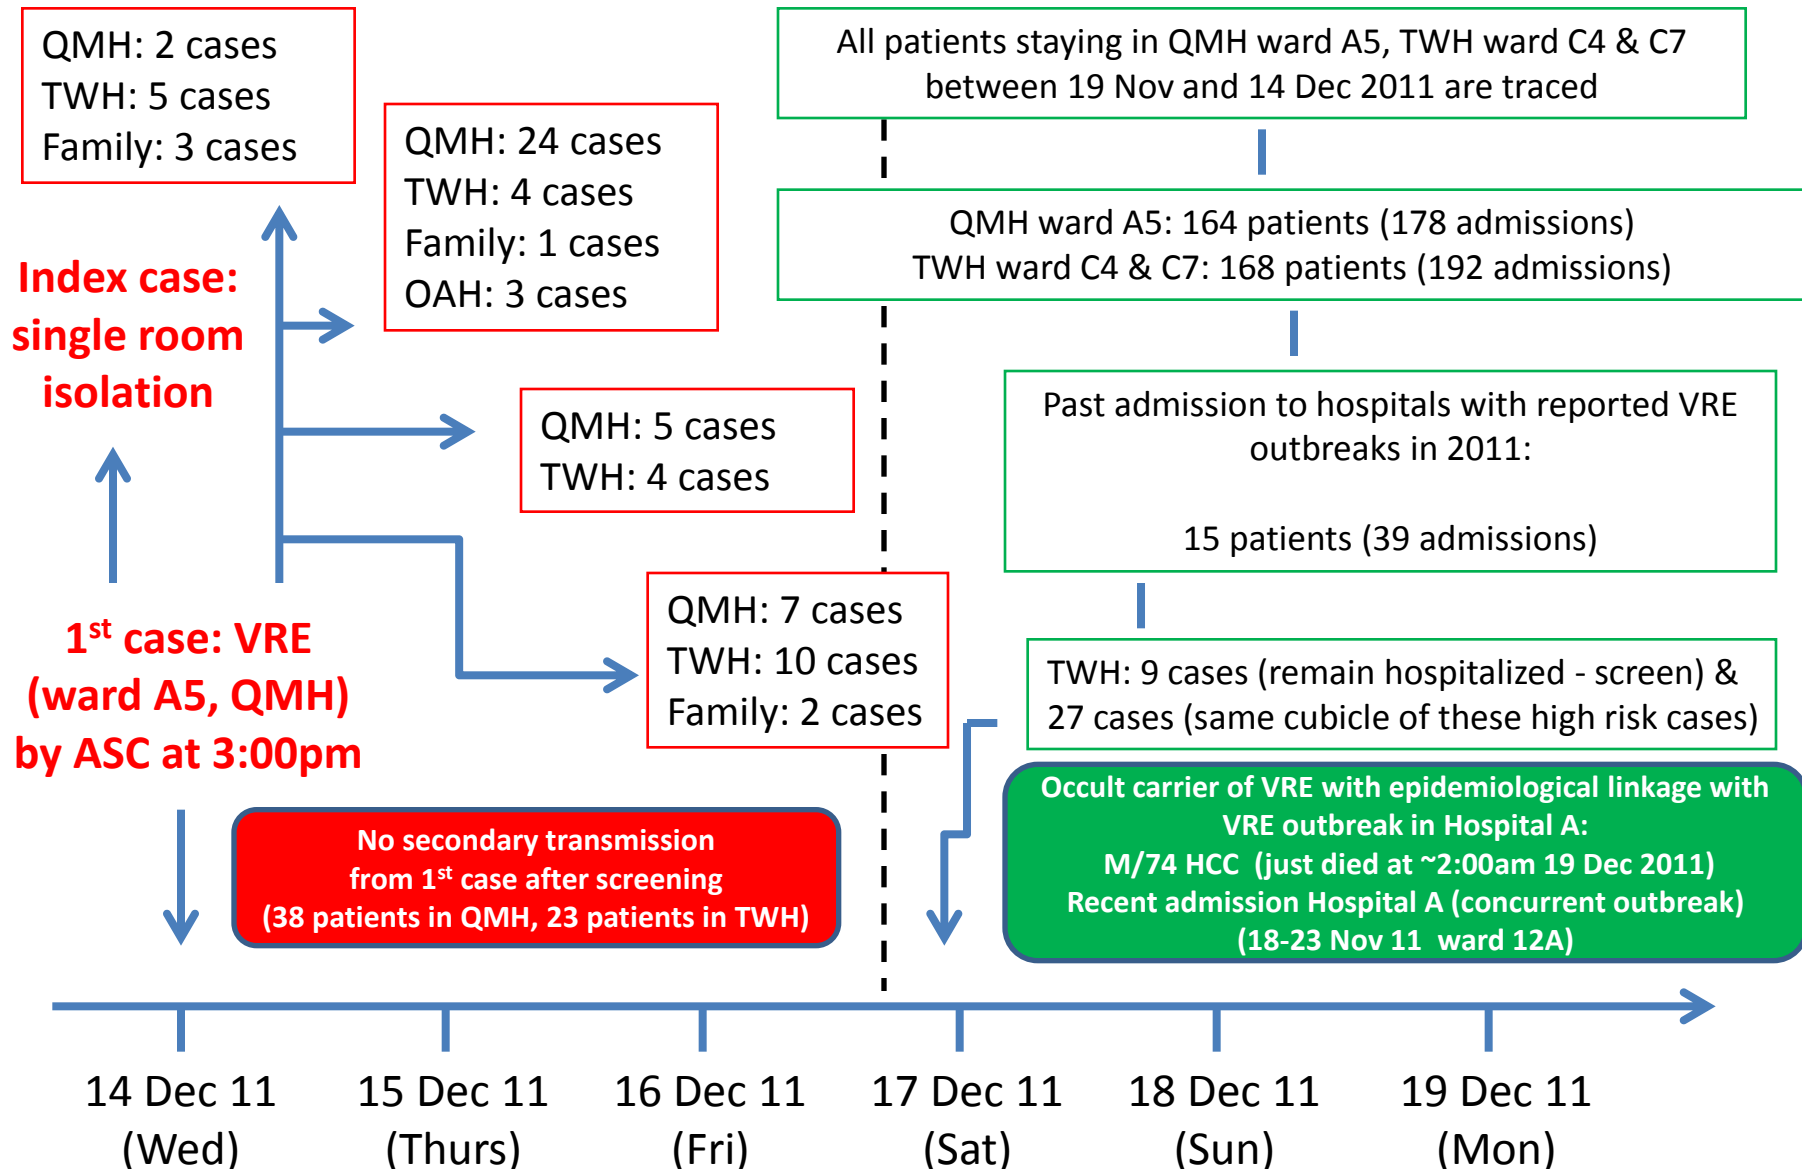 QMH: 2 cases
TWH: 5 cases
Family: 3 cases
QMH: 24 cases
TWH: 4 cases
Family: 1 cases
OAH: 3 cases
Index case:
single room
isolation
QMH: 5 cases
TWH: 4 cases
QMH: 7 cases
TWH: 10 cases
Family: 2 cases
1st case: VRE
(ward A5, QMH)
by ASC at 3:00pm
No secondary transmission
from 1st case after screening
(38 patients in QMH, 23 patients in TWH)
All patients staying in QMH ward A5, TWH ward C4 & C7
between 19 Nov and 14 Dec 2011 are traced
QMH ward A5: 164 patients (178 admissions)
TWH ward C4 & C7: 168 patients (192 admissions)
Past admission to hospitals with reported VRE
outbreaks in 2011:
15 patients (39 admissions)
TWH: 9 cases (remain hospitalized - screen) &
27 cases (same cubicle of these high risk cases)
Occult carrier of VRE with epidemiological linkage with
VRE outbreak in Hospital A:
M/74 HCC (just died at ~2:00am 19 Dec 2011)
Recent admission Hospital A (concurrent outbreak)
(18-23 Nov 11 ward 12A)
14 Dec 11
(Wed)
15 Dec 11
(Thurs)
16 Dec 11
(Fri)
17 Dec 11
(Sat)
18 Dec 11
(Sun)
19 Dec 11
(Mon)